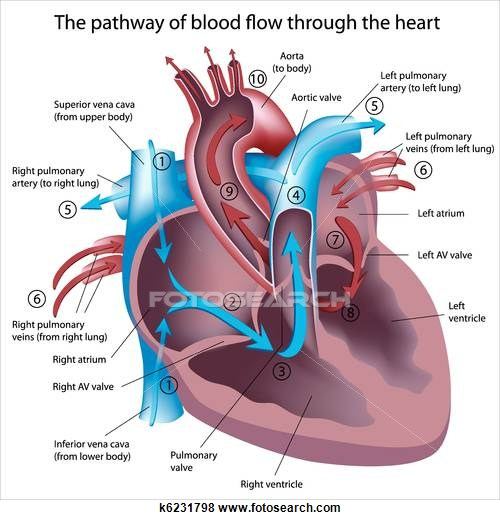 The pathway of blood flow through the heart
Aorta
(to body)
10
Left pulmonary
artery (to left lung)
Aortic valve
Superior vena cava
(from upper body)
5
Left pulmonary
veins (from left lung)
1
Right pulmonary
artery (to right lung)
6
9
4
5
Left atrium
7
Left AV valve
6
2
FOTOSEARCH
8
Left
ventricle
Right pulmonary
veins (from right lung)
Right atrium
3
Right AV valve
1
Inferior vena cava
(from lower body)
Pulmonary
valve
Right ventricle
k6231798 www.fotosearch.com